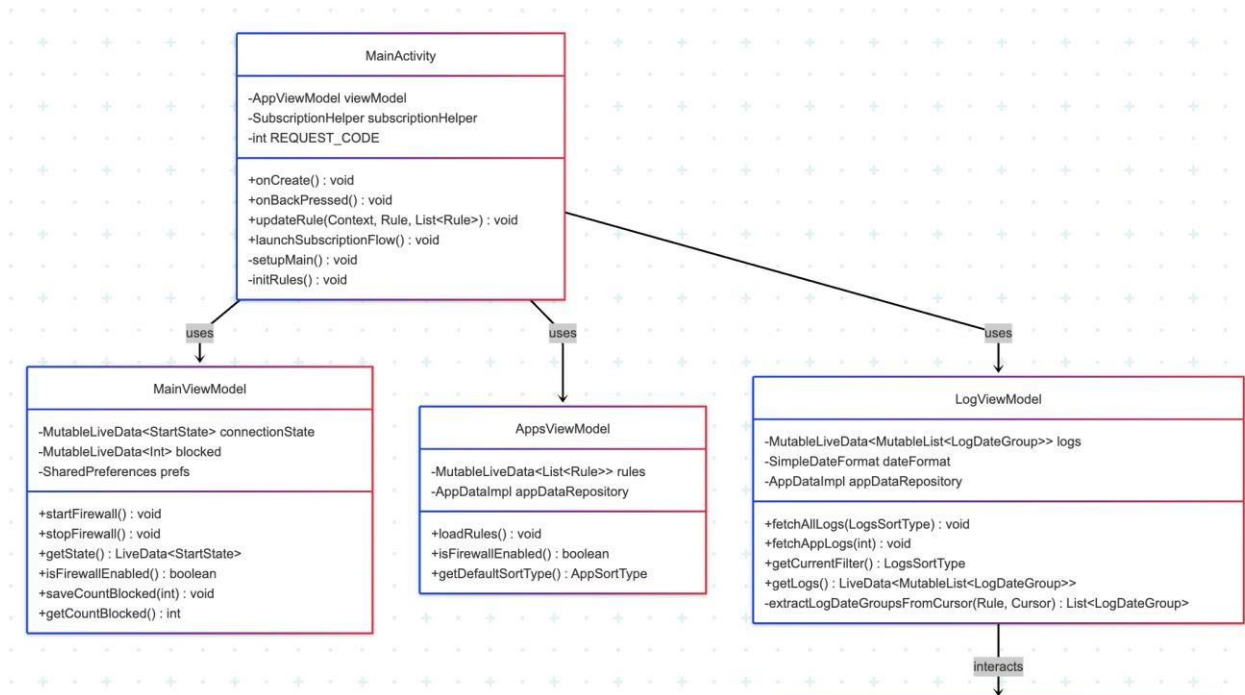 MainActivity
-AppViewModel viewModel
-SubscriptionHelper subscriptionHelper
-int REQUEST_CODE
+onCreate() : void
+onBackPressed() : void
+updateRule(Context, Rule, List<Rule>) : void
+launchSubscriptionFlow() : void
-setupMain() : void
-initRules() : void
uses
uses
uses
MainViewModel
-MutableLiveData<StartState> connectionState
-MutableLiveData<Int> blocked
-SharedPreferences prefs
+startFirewall() : void
+stopFirewall() : void
+getState() : LiveData<StartState>
+isFirewallEnabled() : boolean
+saveCountBlocked(int) : void
+getCountBlocked() : int
AppsViewModel
-MutableLiveData<List<Rule>> rules
-AppDataImpl appDataRepository
+loadRules() : void
+isFirewallEnabled() : boolean
+getDefaultSortType() : AppSortType
LogViewModel
-MutableLiveData<MutableList<LogDateGroup>> logs
-SimpleDateFormat dateFormat
-AppDataImpl appDataRepository
+fetchAllLogs(LogsSortType) : void
+fetchAppLogs(int) : void
+getCurrentFilter() : LogsSortType
+getLogs() : LiveData<MutableList<LogDateGroup>>
-extractLogDateGroupsFromCursor(Rule, Cursor) : List<LogDateGroup>
interacts